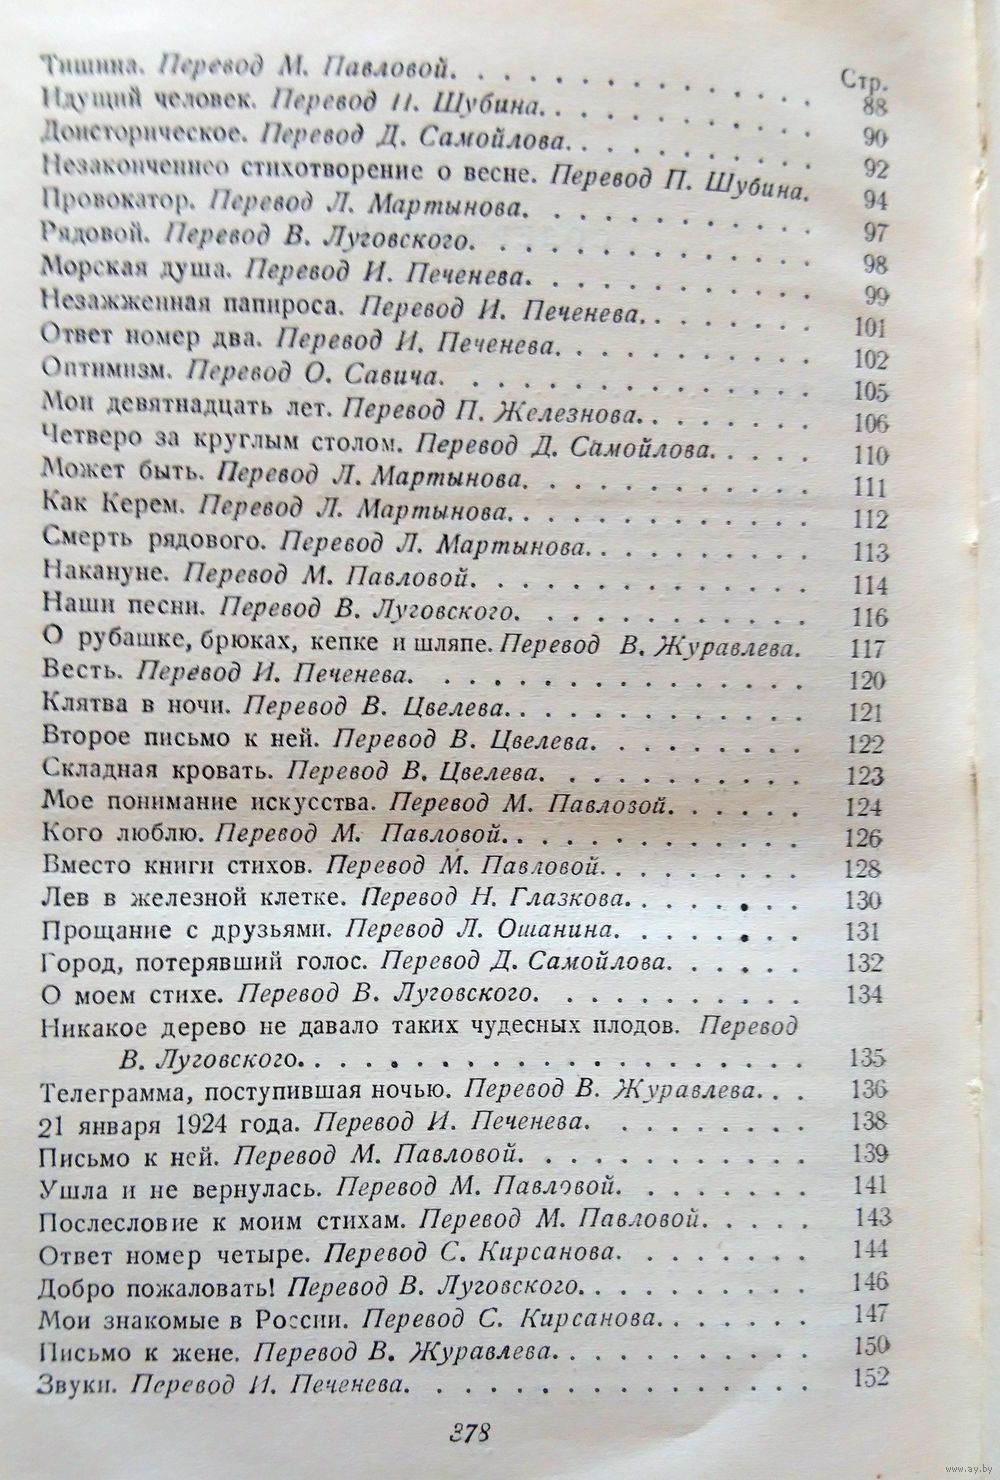 Стр.
Тишина. Перевод М. Павловой. . . . . . . . . . . . . . 88
Идущий человек. Перевод П. Шубина. . . . . . . . . . 90
Доисторическое. Перевод Д. Самойлова. . . . . . . . . 92
Незаконченное стихотворение о весне. Перевод П. Шубина. 94
Провокатор. Перевод Л. Мартынова. . . . . . . . . . . 97
Рядовой. Перевод В. Луговского. . . . . . . . . . . . 98
Морская душа. Перевод И. Печенева. . . . . . . . . . 99
Незажженная папироса. Перевод И. Печенева. . . . . . 101
Ответ номер два. Перевод И. Печенева. . . . . . . . . 102
Оптимизм. Перевод О. Савича. . . . . . . . . . . . . 105
Мои девятнадцать лет. Перевод П. Железнова. . . . . . 106
Четверо за круглым столом. Перевод Д. Самойлова. . . . . 110
Может быть. Перевод Л. Мартынова. . . . . . . . . . . 111
Как Керем. Перевод Л. Мартынова. . . . . . . . . . . 112
Смерть рядового. Перевод Л. Мартынова. . . . . . . . 113
Накануне. Перевод М. Павловой. . . . . . . . . . . . 114
Наши песни. Перевод В. Луговского. . . . . . . . . . 116
О рубашке, брюках, кепке и шляпе. Перевод В. Журавлева. 117
Весть. Перевод И. Печенева. . . . . . . . . . . . . . 120
Клятва в ночи. Перевод В. Цвелева. . . . . . . . . . 121
Второе письмо к ней. Перевод В. Цвелева. . . . . . . 122
Складная кровать. Перевод В. Цвелева. . . . . . . . . 123
Мое понимание искусства. Перевод М. Павлозой. . . . . . 124
Кого люблю. Перевод М. Павловой. . . . . . . . . . . 126
Вместо книги стихов. Перевод М. Павловой. . . . . . . 128
Лев в железной клетке. Перевод Н. Глазкова. . . . . . 130
Прощание с друзьями. Перевод Л. Ошанина. . . . . . . 131
Город, потерявший голос. Перевод Д. Самойлова. . . . . . 132
О моем стихе. Перевод В. Луговского. . . . . . . . . 134
Никакое дерево не давало таких чудесных плодов. Перевод
В. Луговского. . . . . . . . . . . . . . . . . . 135
Телеграмма, поступившая ночью. Перевод В. Журавлева. . . 136
21 января 1924 года. Перевод И. Печенева. . . . . . . 138
Письмо к ней. Перевод М. Павловой. . . . . . . . . . 139
Ушла и не вернулась. Перевод М. Павловой. . . . . . . 141
Послесловие к моим стихам. Перевод М. Павловой. . . . . 143
Ответ номер четыре. Перевод С. Кирсанова. . . . . . . 144
Добро пожаловать! Перевод В. Луговского. . . . . . . . 146
Мои знакомые в России. Перевод С. Кирсанова. . . . . . 147
Письмо к жене. Перевод В. Журавлева. . . . . . . . . 150
Звуки. Перевод И. Печенева. . . . . . . . . . . . . . 152
378
www.ay.by